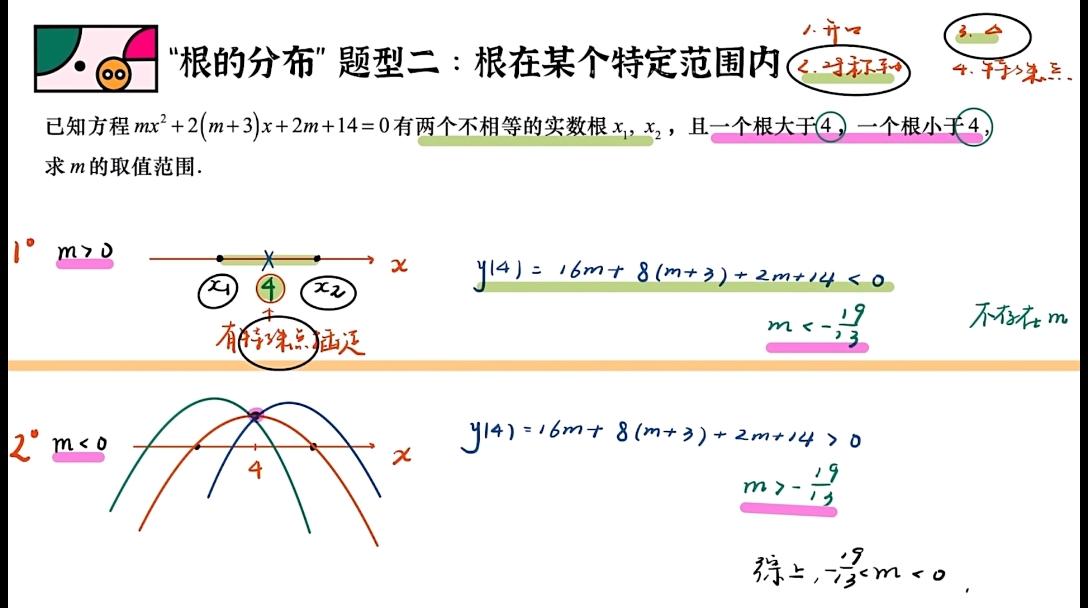 “根的分布” 题型二：根在某个特定范围内
1. 开口
2. 对称轴
3. △
4. 特殊点.
已知方程 mx² + 2(m+3)x + 2m + 14 = 0 有两个不相等的实数根 x₁, x₂ ，且一个根大于 4，一个根小于 4，
求 m 的取值范围.
1° m > 0
x
x₁ 4 x₂
有特殊点
y(4) = 16m + 8(m+3) + 2m+14 < 0
m < -19/13
不存在 m
2° m < 0
x
4
y(4) = 16m + 8(m+3) + 2m+14 > 0
m > -19/13
综上, -19/13 < m < 0 ,